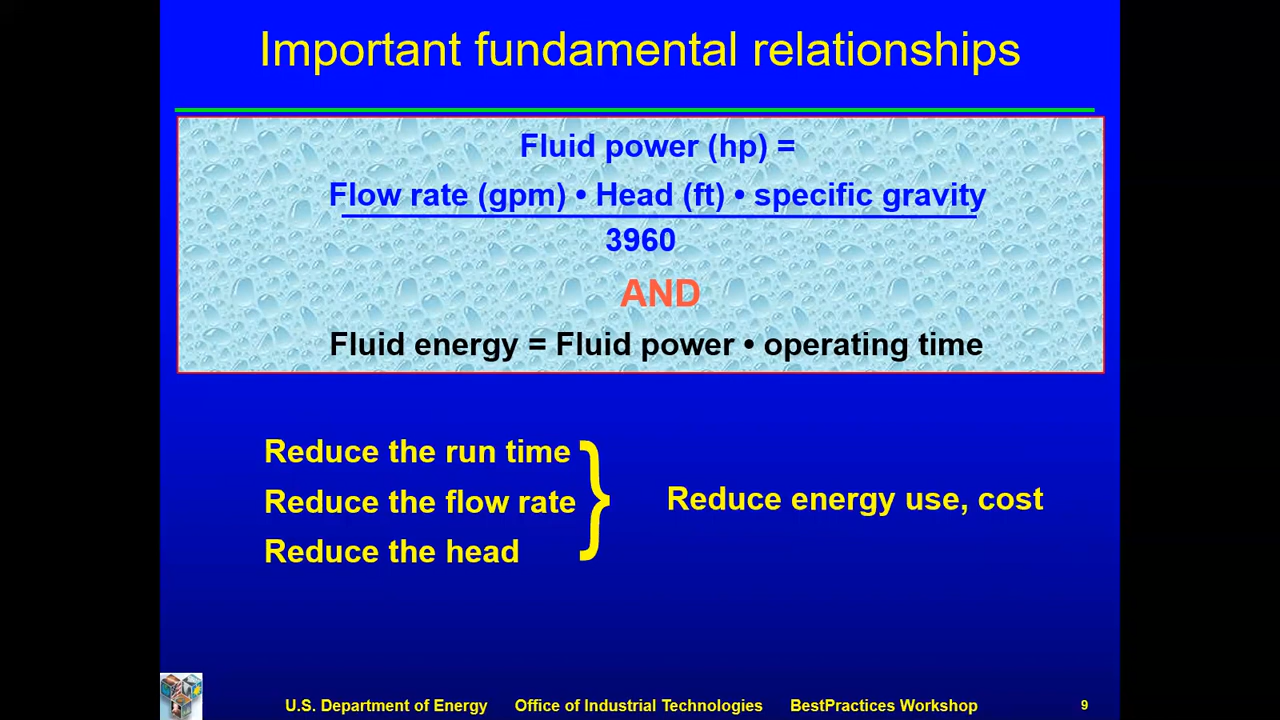 Important fundamental relationships
Fluid power (hp) =
Flow rate (gpm) • Head (ft) • specific gravity
3960
AND
Fluid energy = Fluid power • operating time
Reduce the run time
Reduce the flow rate
Reduce the head
}
Reduce energy use, cost
U.S. Department of Energy Office of Industrial Technologies BestPractices Workshop 9